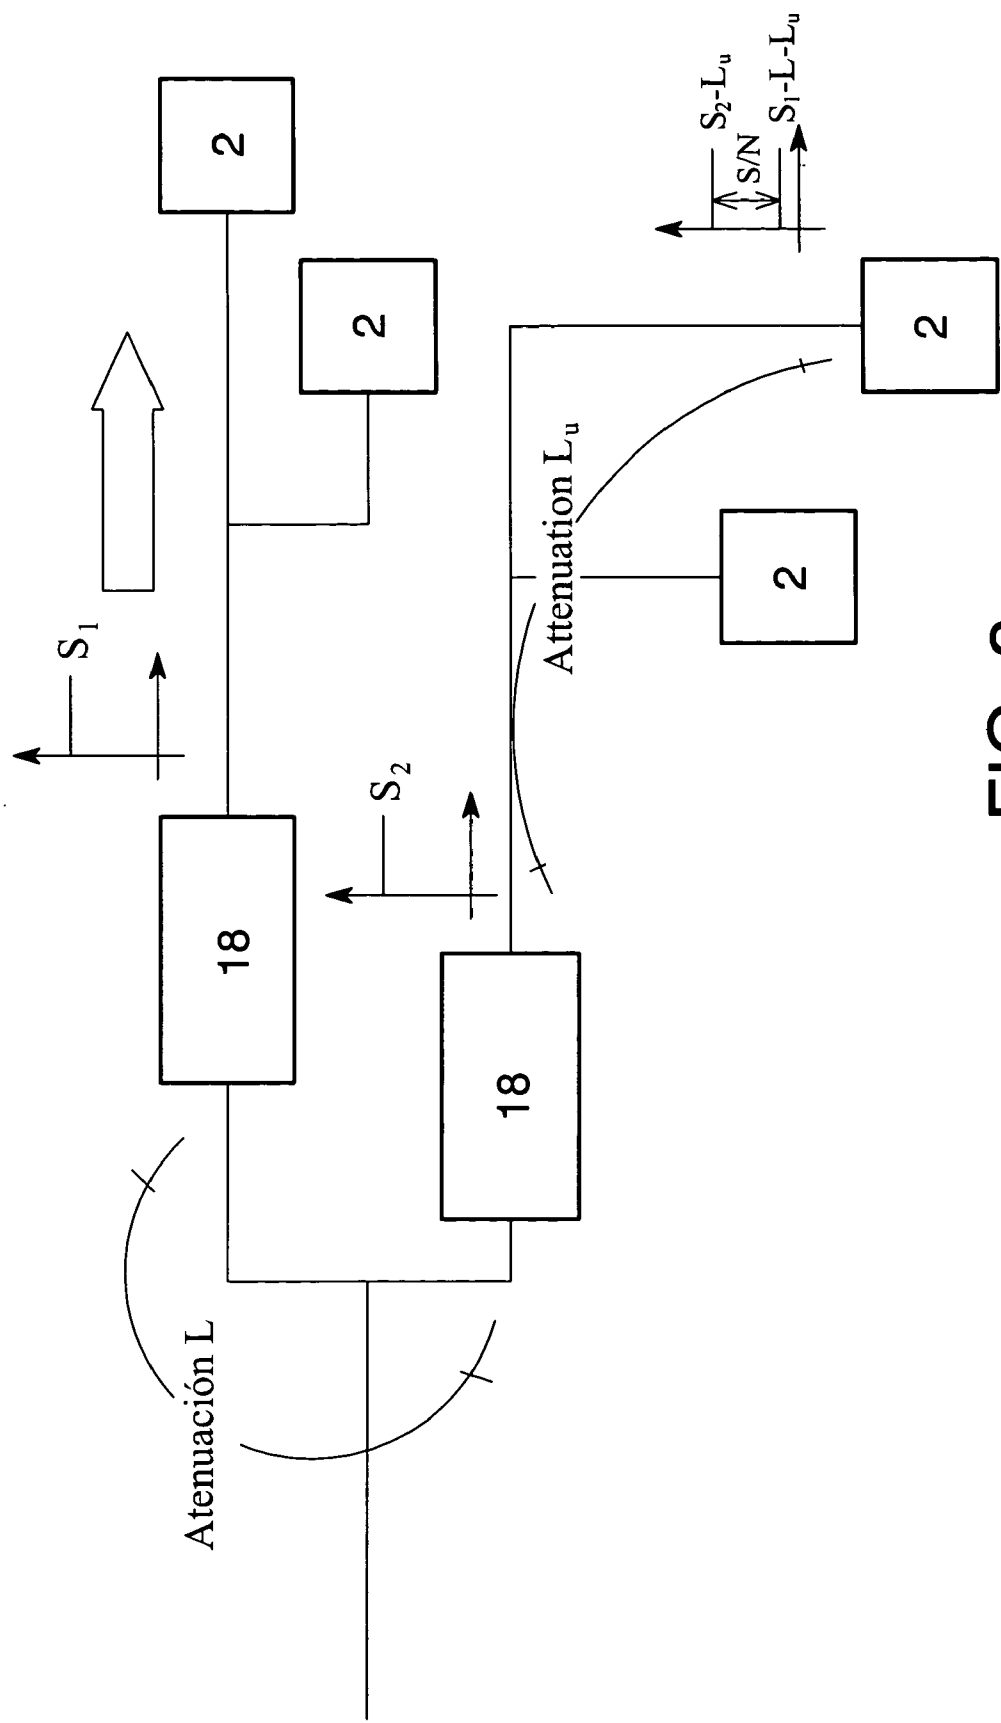 S₁
Atenuación L
18
2
2
S₂
18
Attenuation Lᵤ
S₂-Lᵤ
S/N
S₁-L-Lᵤ
2
2